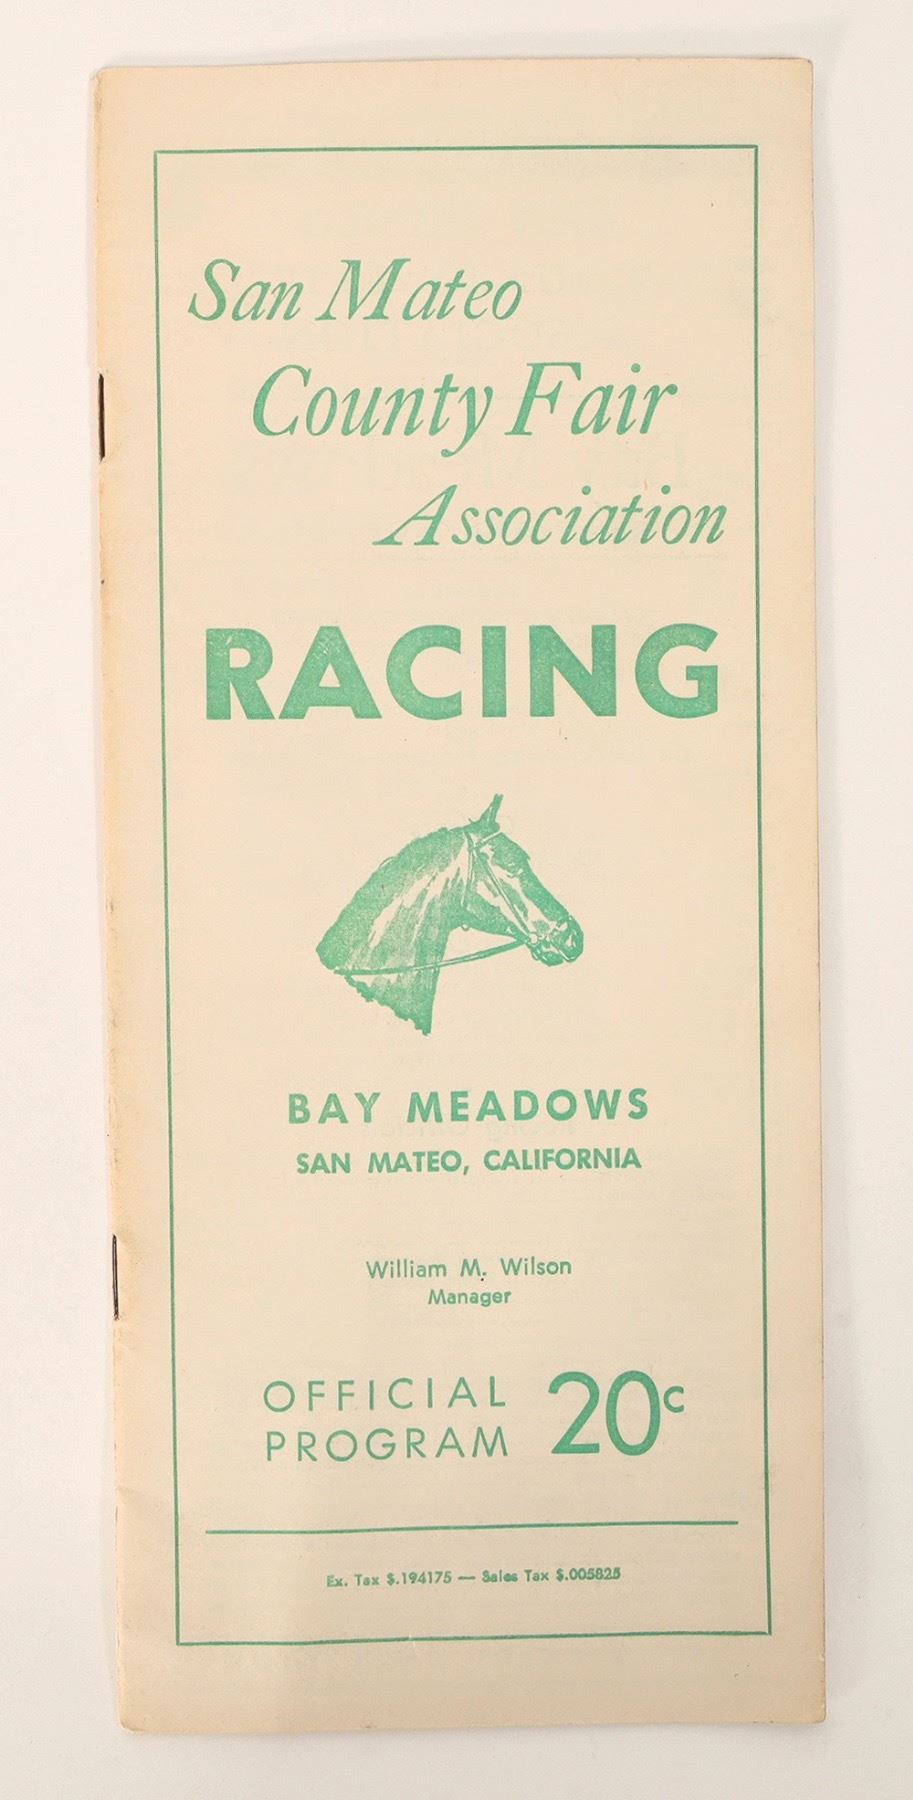 San Mateo
County Fair
Association
RACING
BAY MEADOWS
SAN MATEO, CALIFORNIA
William M. Wilson
Manager
OFFICIAL
PROGRAM 20c
Ex. Tax $.194175 — Sales Tax $.005825